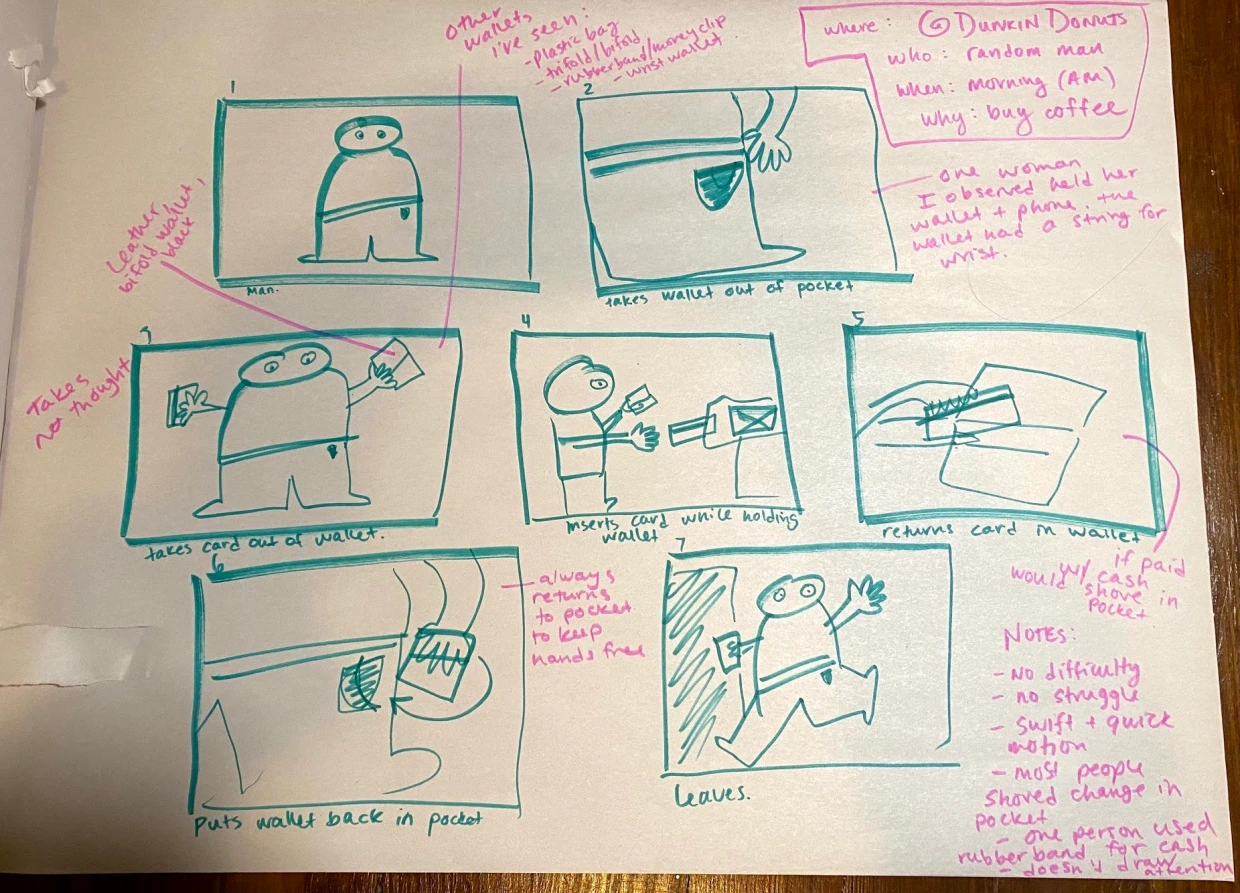 other
wallets
i've seen:
- plastic bag
- trifold/bifold
- rubberband/moneyclip
- wrist wallet
where: @ DUNKIN DONUTS
who: random man
when: morning (AM)
why: buy coffee
1
Man.
2
takes wallet out of pocket
one woman
I observed held her
wallet + phone. the
wallet had a string for
wrist.
Leather
bifold wallet,
black
3
takes card out of wallet.
Takes
no thought
4
inserts card while holding
wallet
5
returns card in wallet
if paid
w/ cash
would shove in
pocket
6
puts wallet back in pocket
always
returns
to pocket
to keep
hands free
7
leaves.
NOTES:
- No difficulty
- no struggle
- swift + quick
motion
- most people
shoved change in
pocket
- one person used
rubber band for cash
- doesn't draw attention